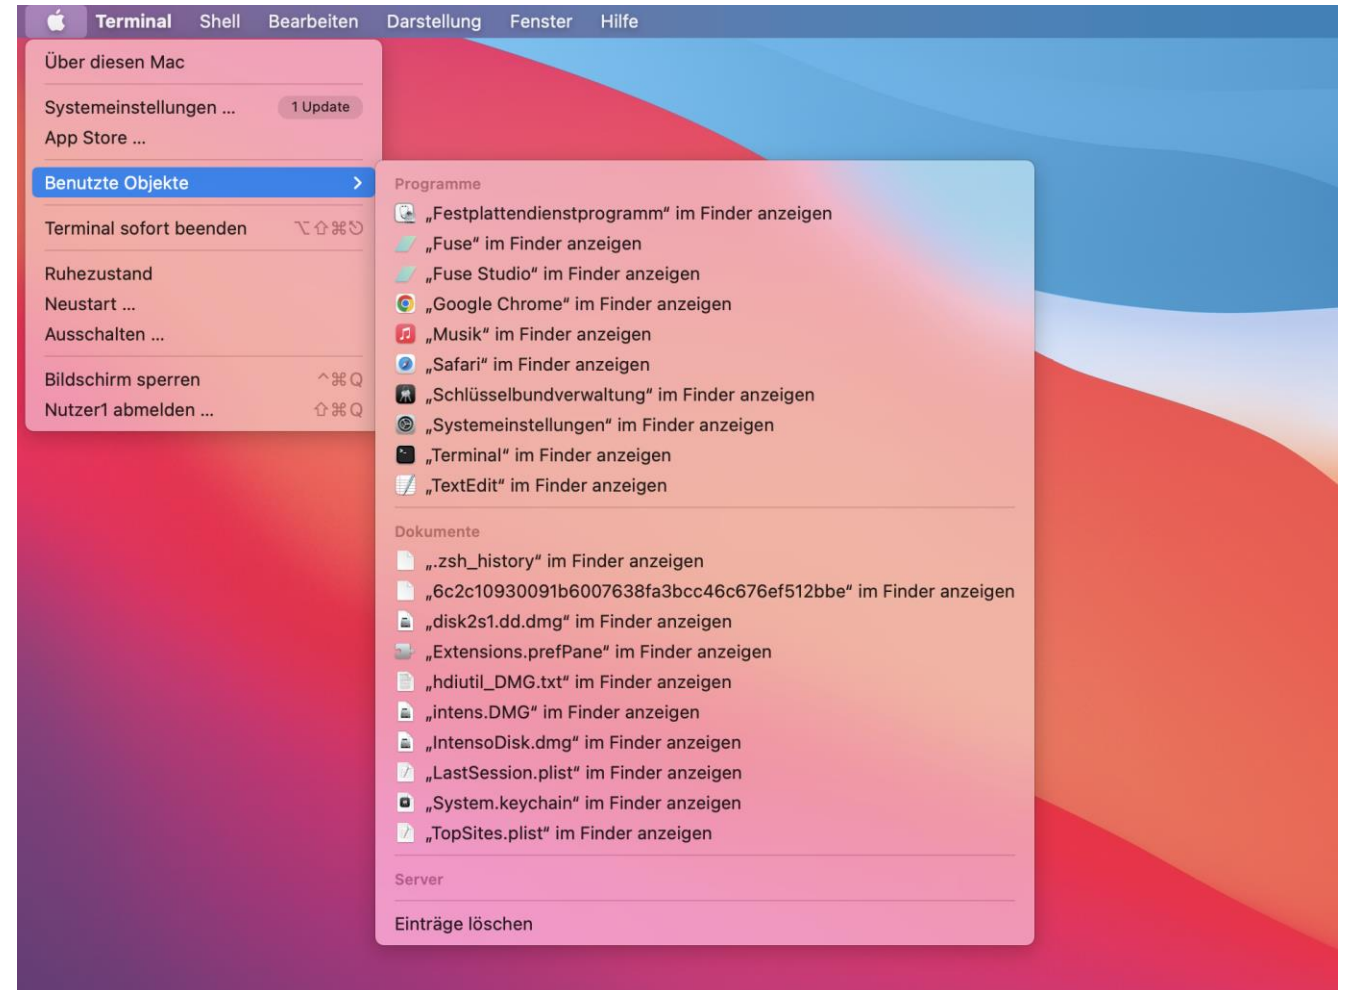 Terminal Shell Bearbeiten Darstellung Fenster Hilfe
Über diesen Mac
Systemeinstellungen ... 1 Update
App Store ...
Benutzte Objekte >
Terminal sofort beenden ⌥⇧⌘⎋
Ruhezustand
Neustart ...
Ausschalten ...
Bildschirm sperren ^⌘Q
Nutzer1 abmelden ... ⇧⌘Q
Programme
„Festplattendienstprogramm“ im Finder anzeigen
„Fuse“ im Finder anzeigen
„Fuse Studio“ im Finder anzeigen
„Google Chrome“ im Finder anzeigen
„Musik“ im Finder anzeigen
„Safari“ im Finder anzeigen
„Schlüsselbundverwaltung“ im Finder anzeigen
„Systemeinstellungen“ im Finder anzeigen
„Terminal“ im Finder anzeigen
„TextEdit“ im Finder anzeigen
Dokumente
„.zsh_history“ im Finder anzeigen
„6c2c10930091b6007638fa3bcc46c676ef512bbe“ im Finder anzeigen
„disk2s1.dd.dmg“ im Finder anzeigen
„Extensions.prefPane“ im Finder anzeigen
„hdiutil_DMG.txt“ im Finder anzeigen
„intens.DMG“ im Finder anzeigen
„IntensoDisk.dmg“ im Finder anzeigen
„LastSession.plist“ im Finder anzeigen
„System.keychain“ im Finder anzeigen
„TopSites.plist“ im Finder anzeigen
Server
Einträge löschen